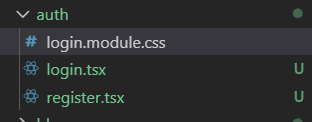 auth
# login.module.css
login.tsx U
register.tsx U